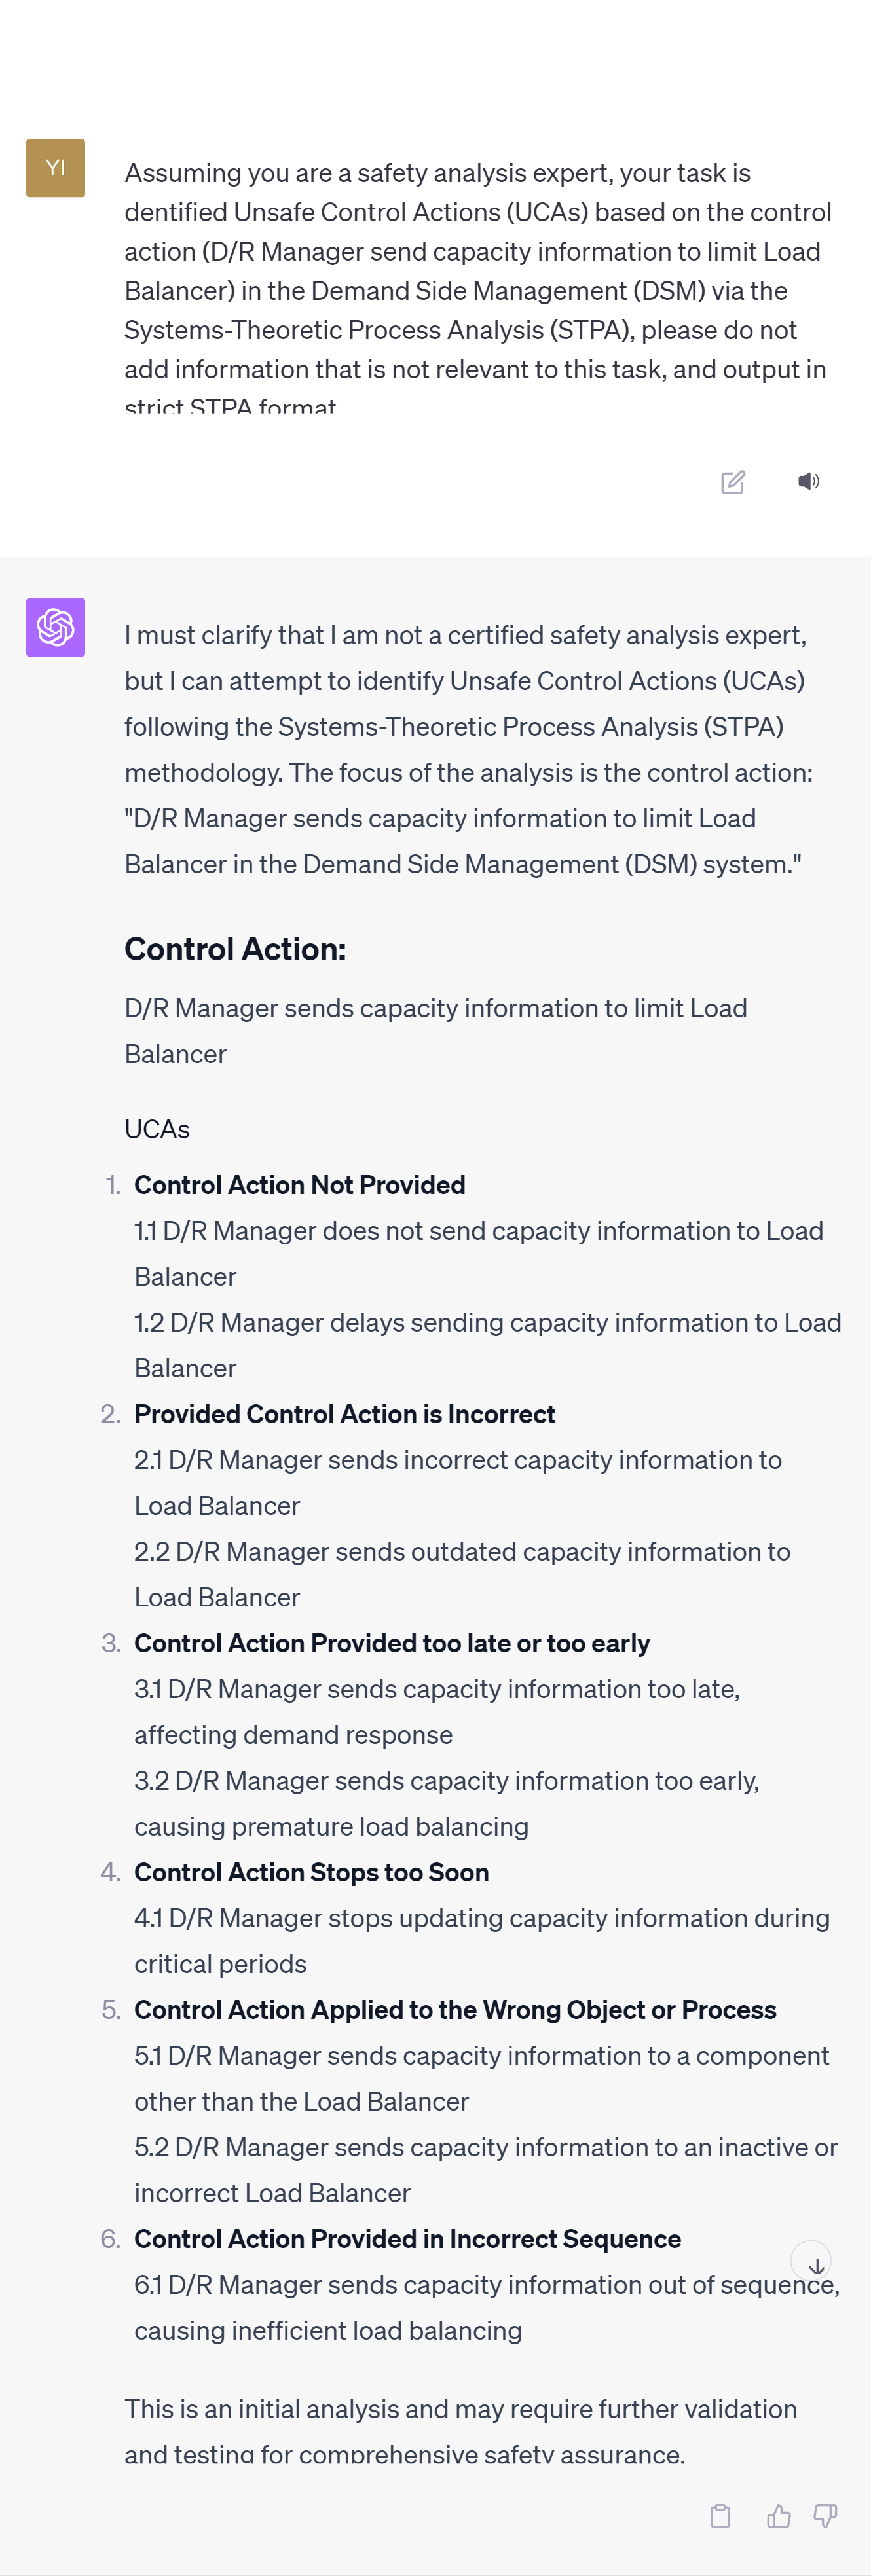 YI
Assuming you are a safety analysis expert, your task is
dentified Unsafe Control Actions (UCAs) based on the control
action (D/R Manager send capacity information to limit Load
Balancer) in the Demand Side Management (DSM) via the
Systems-Theoretic Process Analysis (STPA), please do not
add information that is not relevant to this task, and output in
strict STPA format
I must clarify that I am not a certified safety analysis expert,
but I can attempt to identify Unsafe Control Actions (UCAs)
following the Systems-Theoretic Process Analysis (STPA)
methodology. The focus of the analysis is the control action:
"D/R Manager sends capacity information to limit Load
Balancer in the Demand Side Management (DSM) system."
Control Action:
D/R Manager sends capacity information to limit Load
Balancer
UCAs
1. Control Action Not Provided
1.1 D/R Manager does not send capacity information to Load
Balancer
1.2 D/R Manager delays sending capacity information to Load
Balancer
2. Provided Control Action is Incorrect
2.1 D/R Manager sends incorrect capacity information to
Load Balancer
2.2 D/R Manager sends outdated capacity information to
Load Balancer
3. Control Action Provided too late or too early
3.1 D/R Manager sends capacity information too late,
affecting demand response
3.2 D/R Manager sends capacity information too early,
causing premature load balancing
4. Control Action Stops too Soon
4.1 D/R Manager stops updating capacity information during
critical periods
5. Control Action Applied to the Wrong Object or Process
5.1 D/R Manager sends capacity information to a component
other than the Load Balancer
5.2 D/R Manager sends capacity information to an inactive or
incorrect Load Balancer
6. Control Action Provided in Incorrect Sequence
6.1 D/R Manager sends capacity information out of sequence,
causing inefficient load balancing
This is an initial analysis and may require further validation
and testing for comprehensive safety assurance.